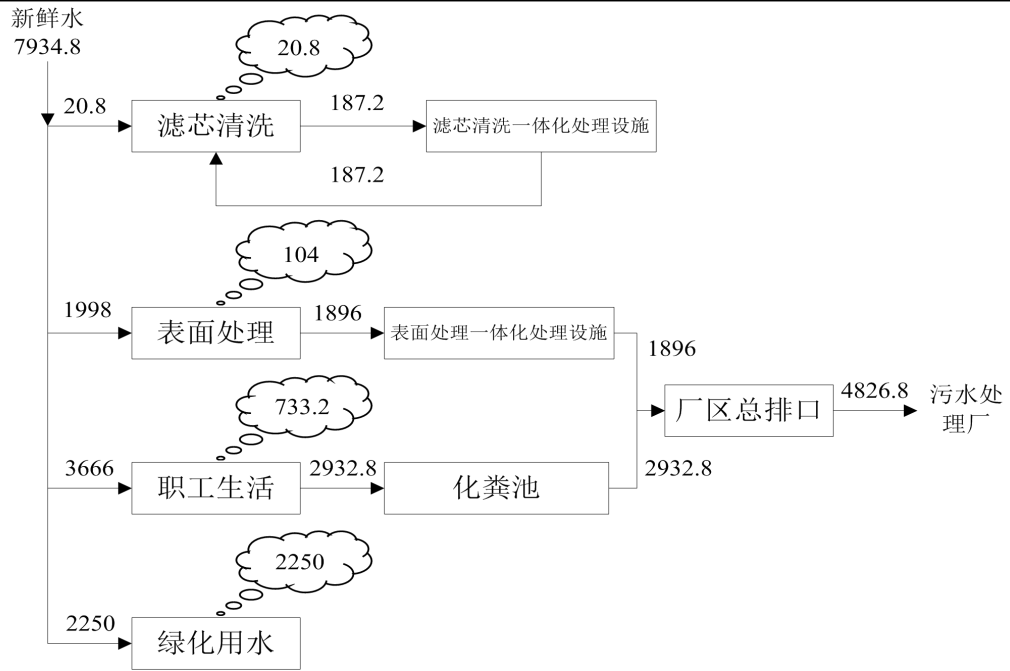 新鲜水
7934.8
20.8
20.8
滤芯清洗
187.2
滤芯清洗一体化处理设施
187.2
104
1998
表面处理
1896
表面处理一体化处理设施
1896
733.2
3666
职工生活
2932.8
化粪池
2932.8
厂区总排口
4826.8
污水处
理厂
2250
2250
绿化用水